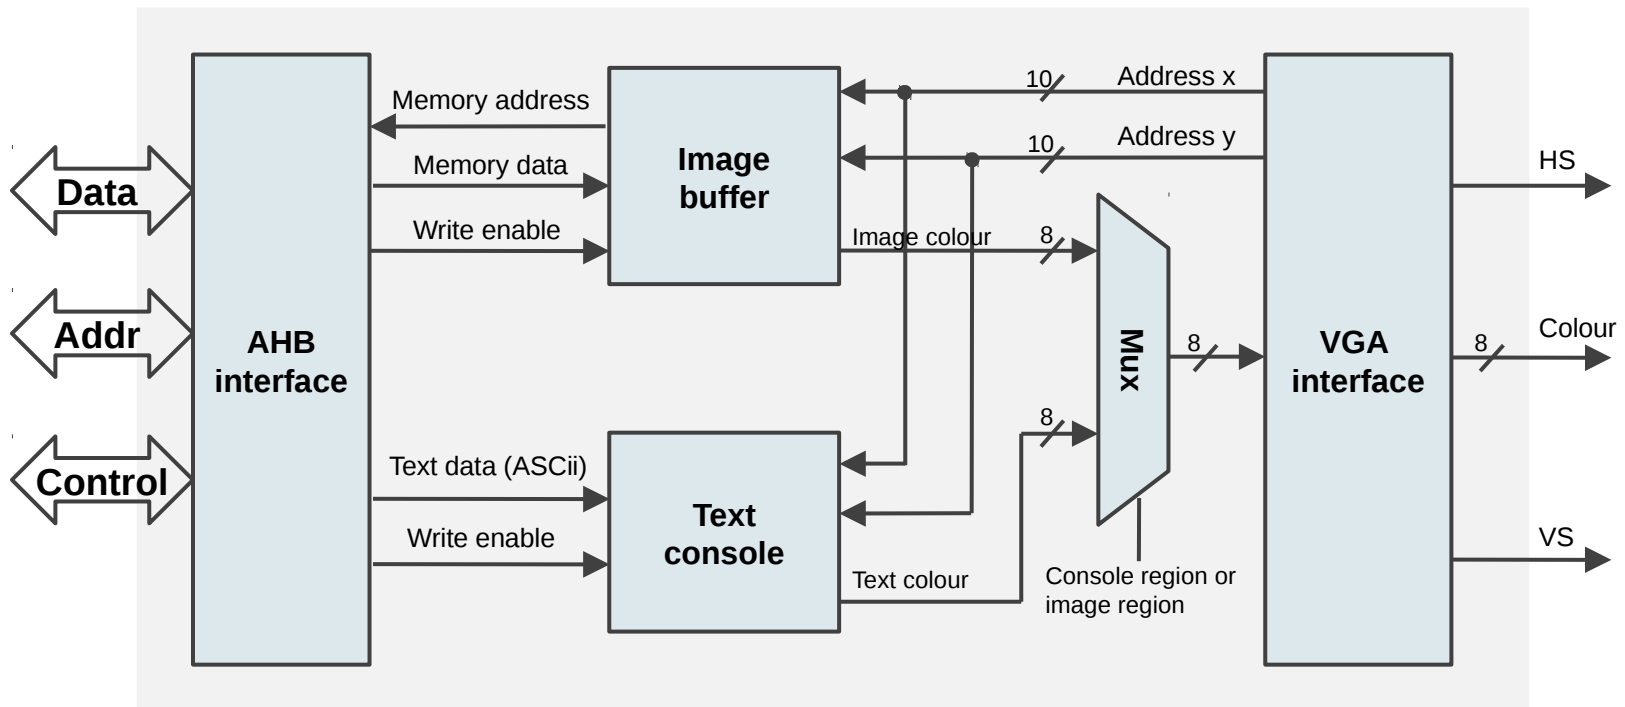 Data
Addr
Control
AHB
interface
Memory address
Memory data
Write enable
Text data (ASCii)
Write enable
Image
buffer
Text
console
10
Address x
10
Address y
Image colour
8
8
Text colour
Mux
Console region or
image region
8
VGA
interface
HS
8
Colour
VS